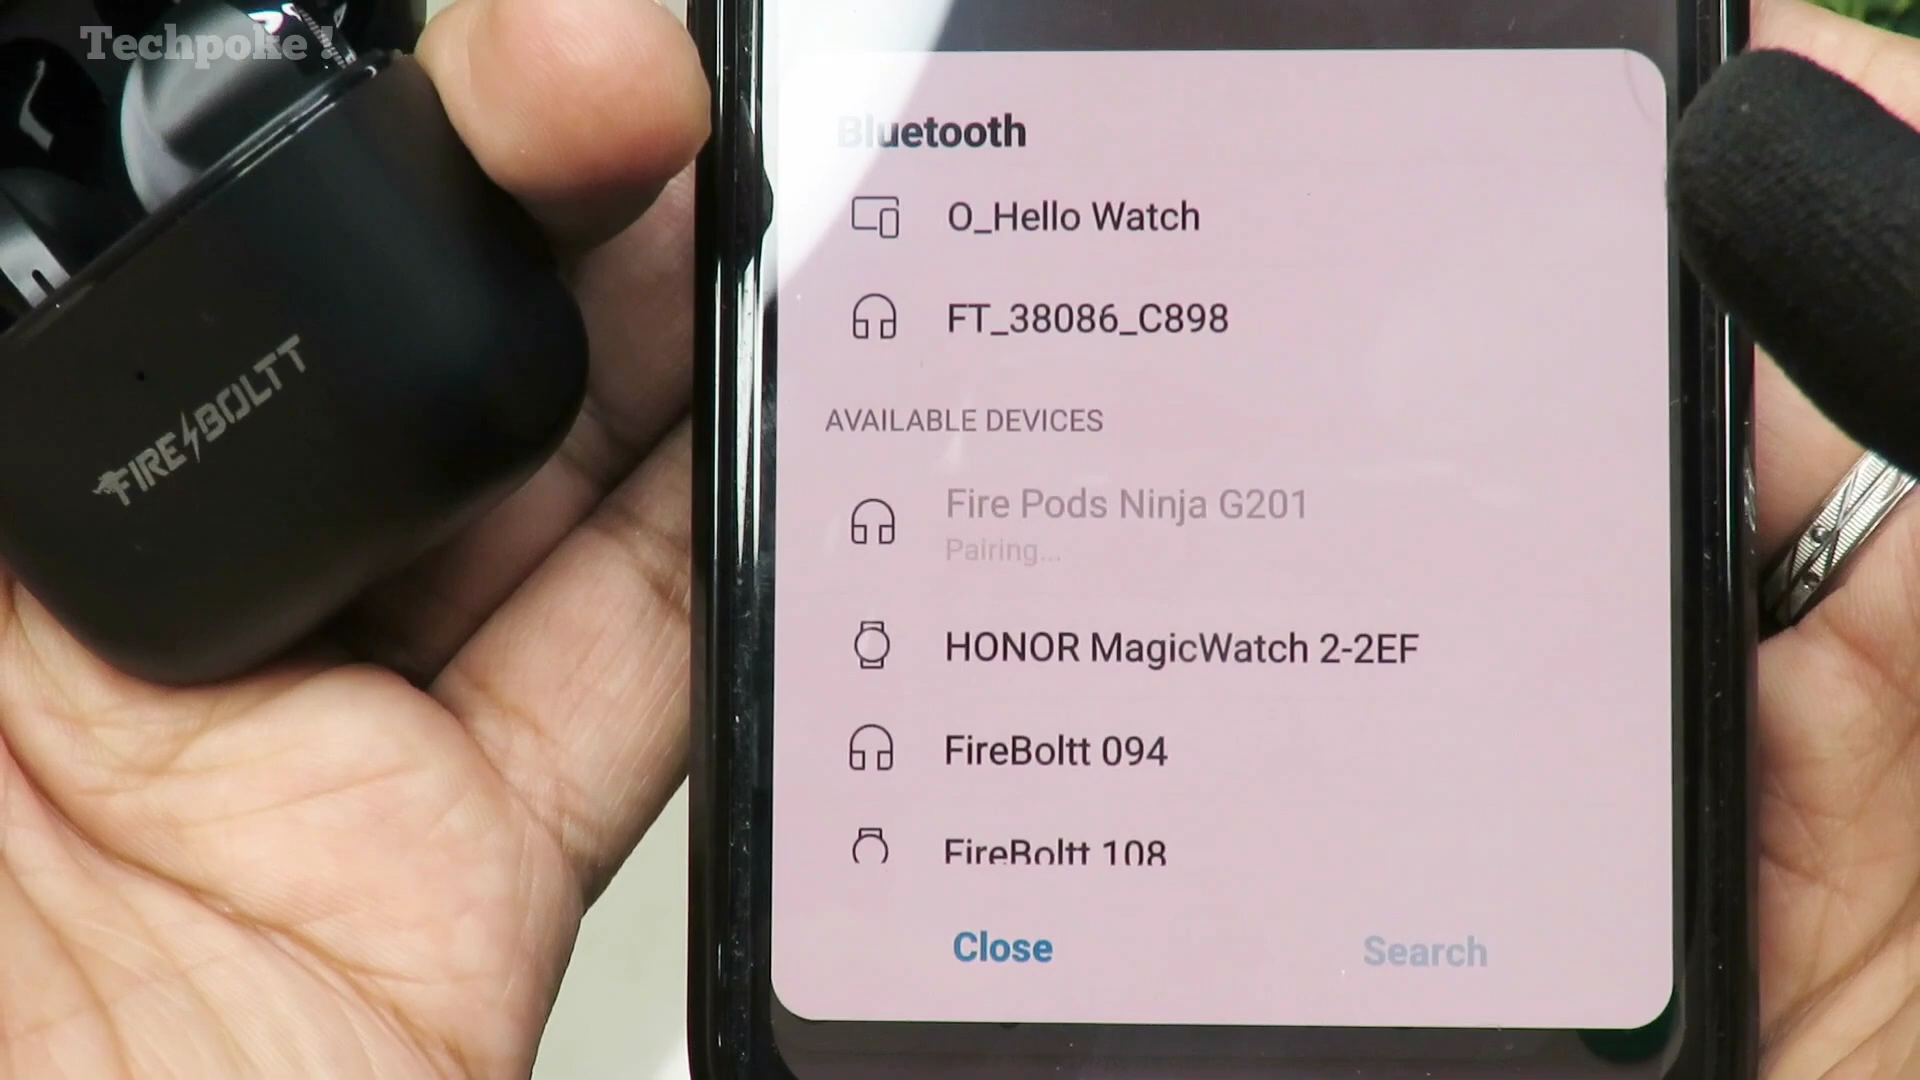 Techpoke !
FIRE BOLTT
Bluetooth
O_Hello Watch
FT_38086_C898
AVAILABLE DEVICES
Fire Pods Ninja G201
Pairing...
HONOR MagicWatch 2-2EF
FireBoltt 094
FireBoltt 108
Close
Search